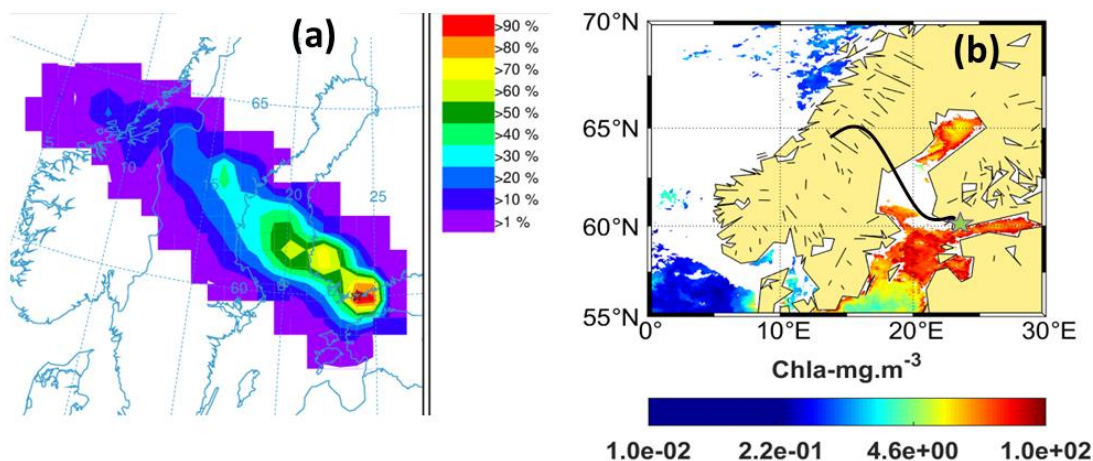 (a)
>90 %
>80 %
>70 %
>60 %
>50 %
>40 %
>30 %
>20 %
>10 %
>1 %
65
5
10
15
20
25
60
(b)
70°N
65°N
60°N
55°N
0
10°E
20°E
30°E
Chla-mg.m⁻³
1.0e-02
2.2e-01
4.6e+00
1.0e+02